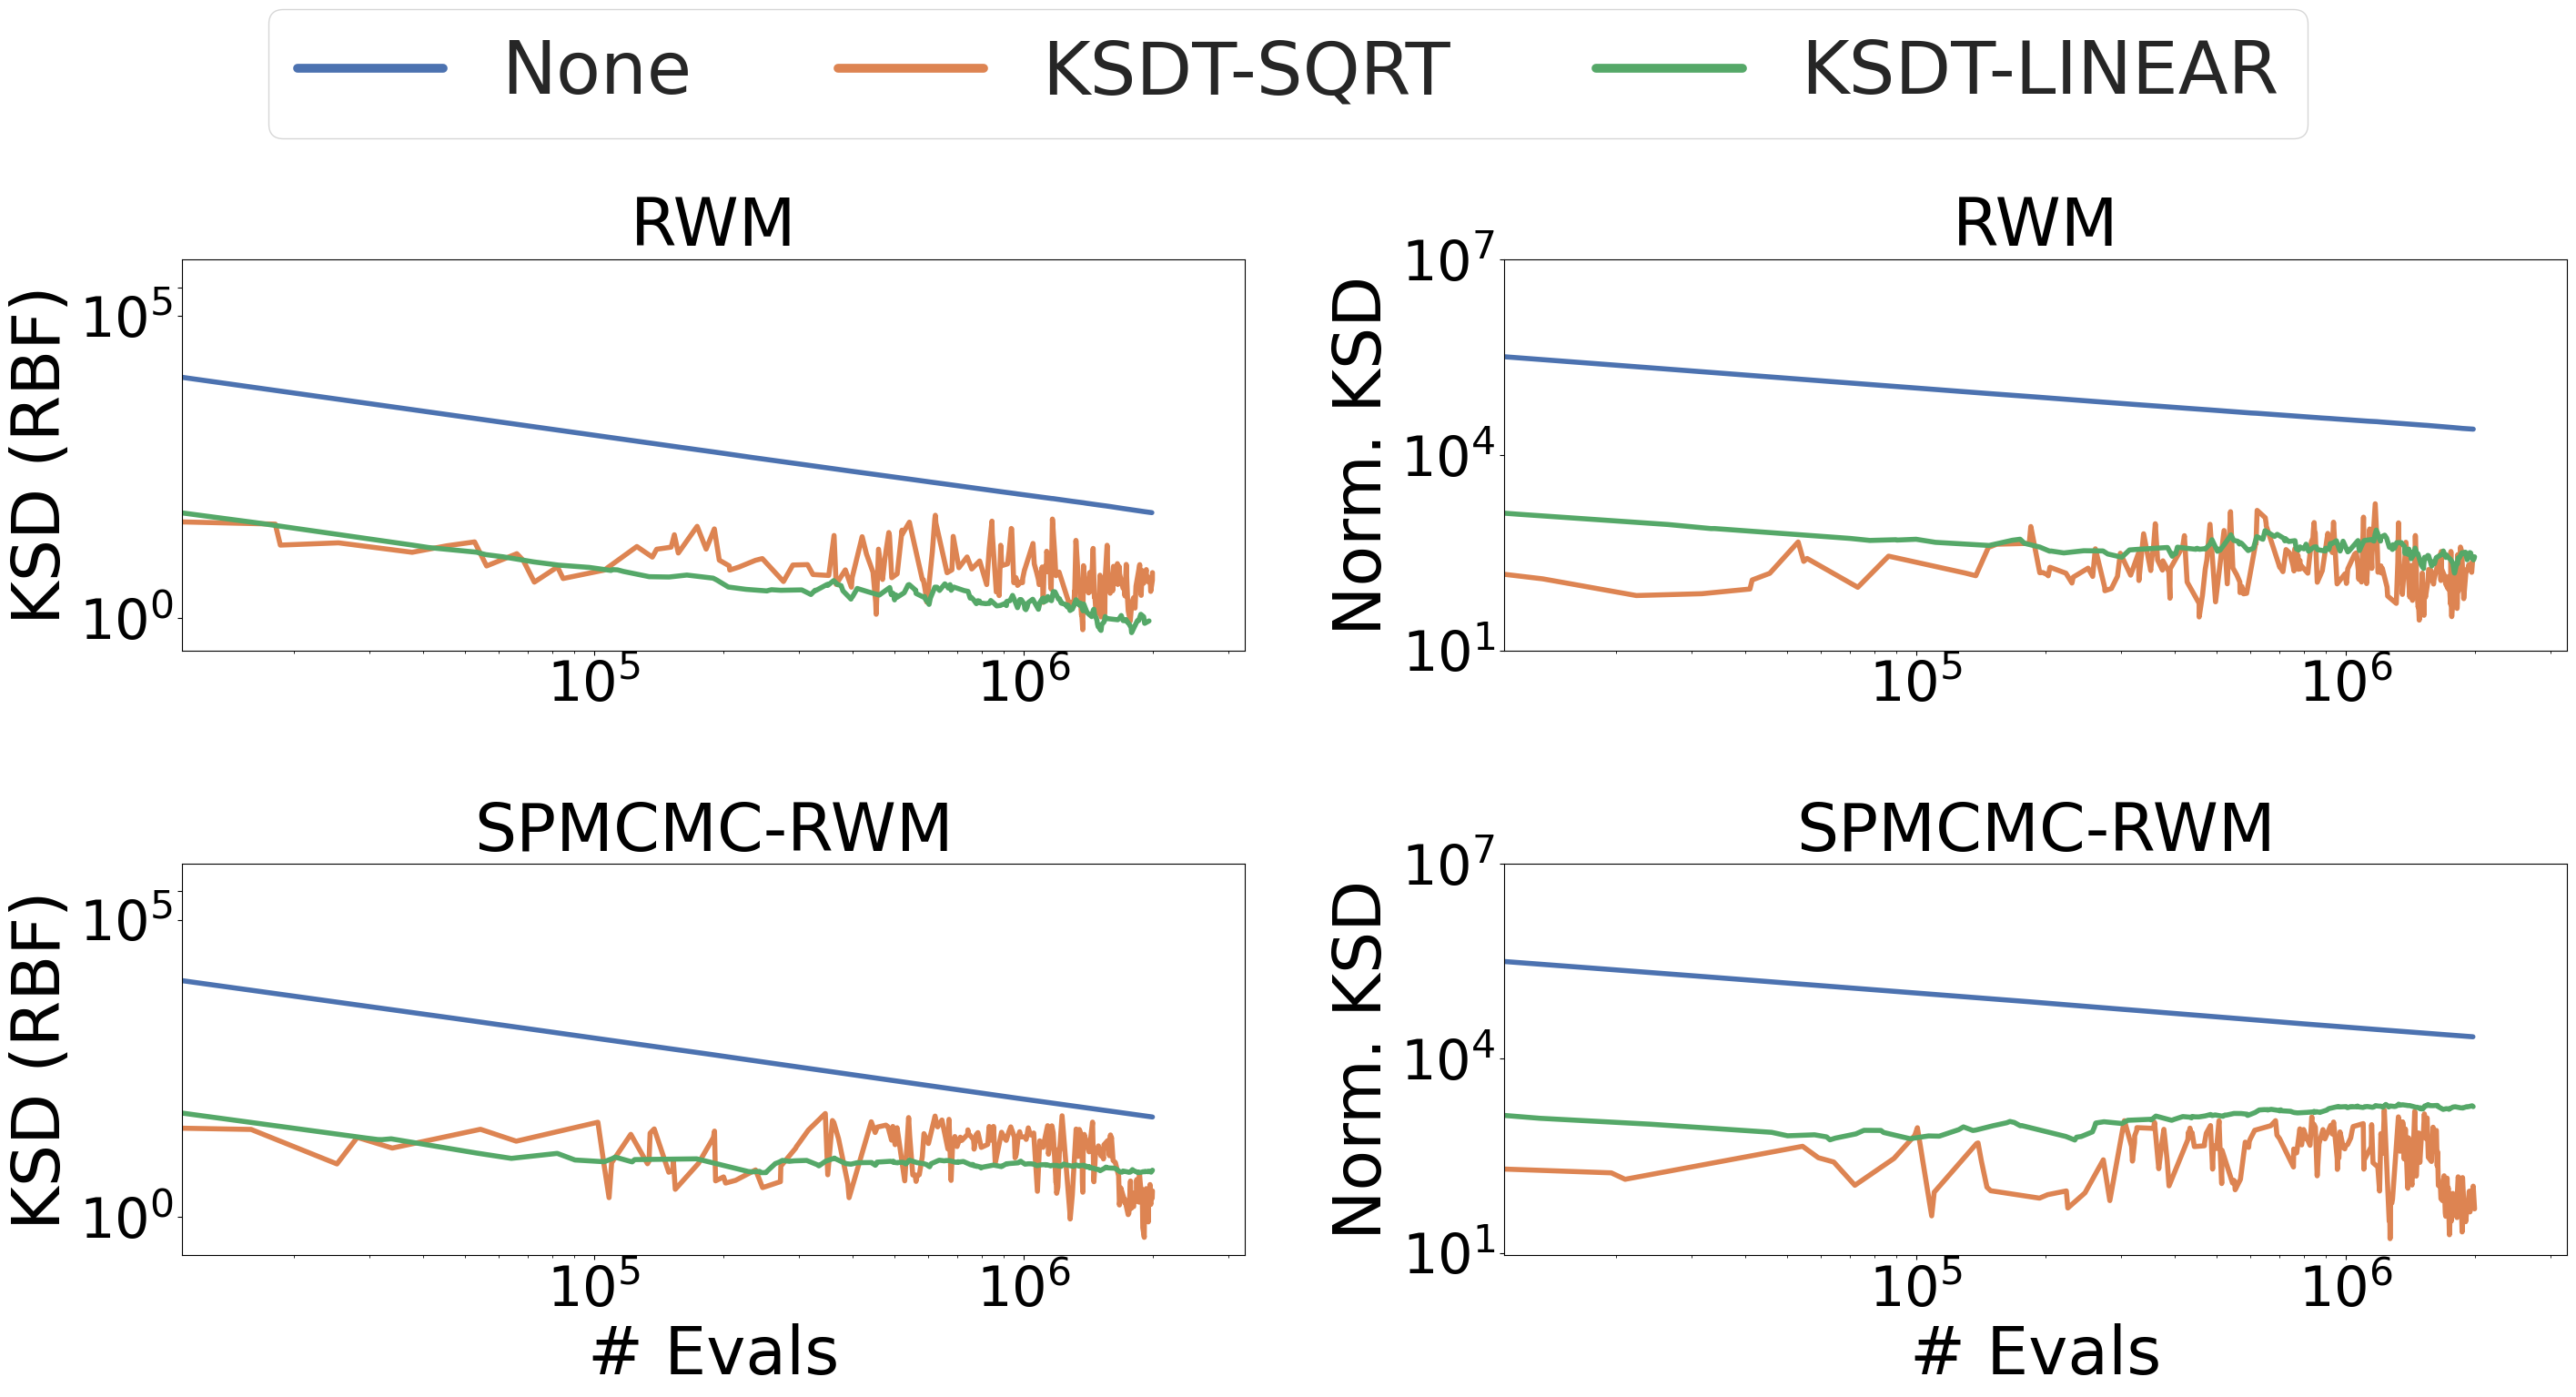 None KSDT-SQRT KSDT-LINEAR
RWM
KSD (RBF)
10^5
10^0
10^5 10^6
RWM
Norm. KSD
10^7
10^4
10^1
10^5 10^6
SPMCMC-RWM
KSD (RBF)
10^5
10^0
10^5 10^6
# Evals
SPMCMC-RWM
Norm. KSD
10^7
10^4
10^1
10^5 10^6
# Evals